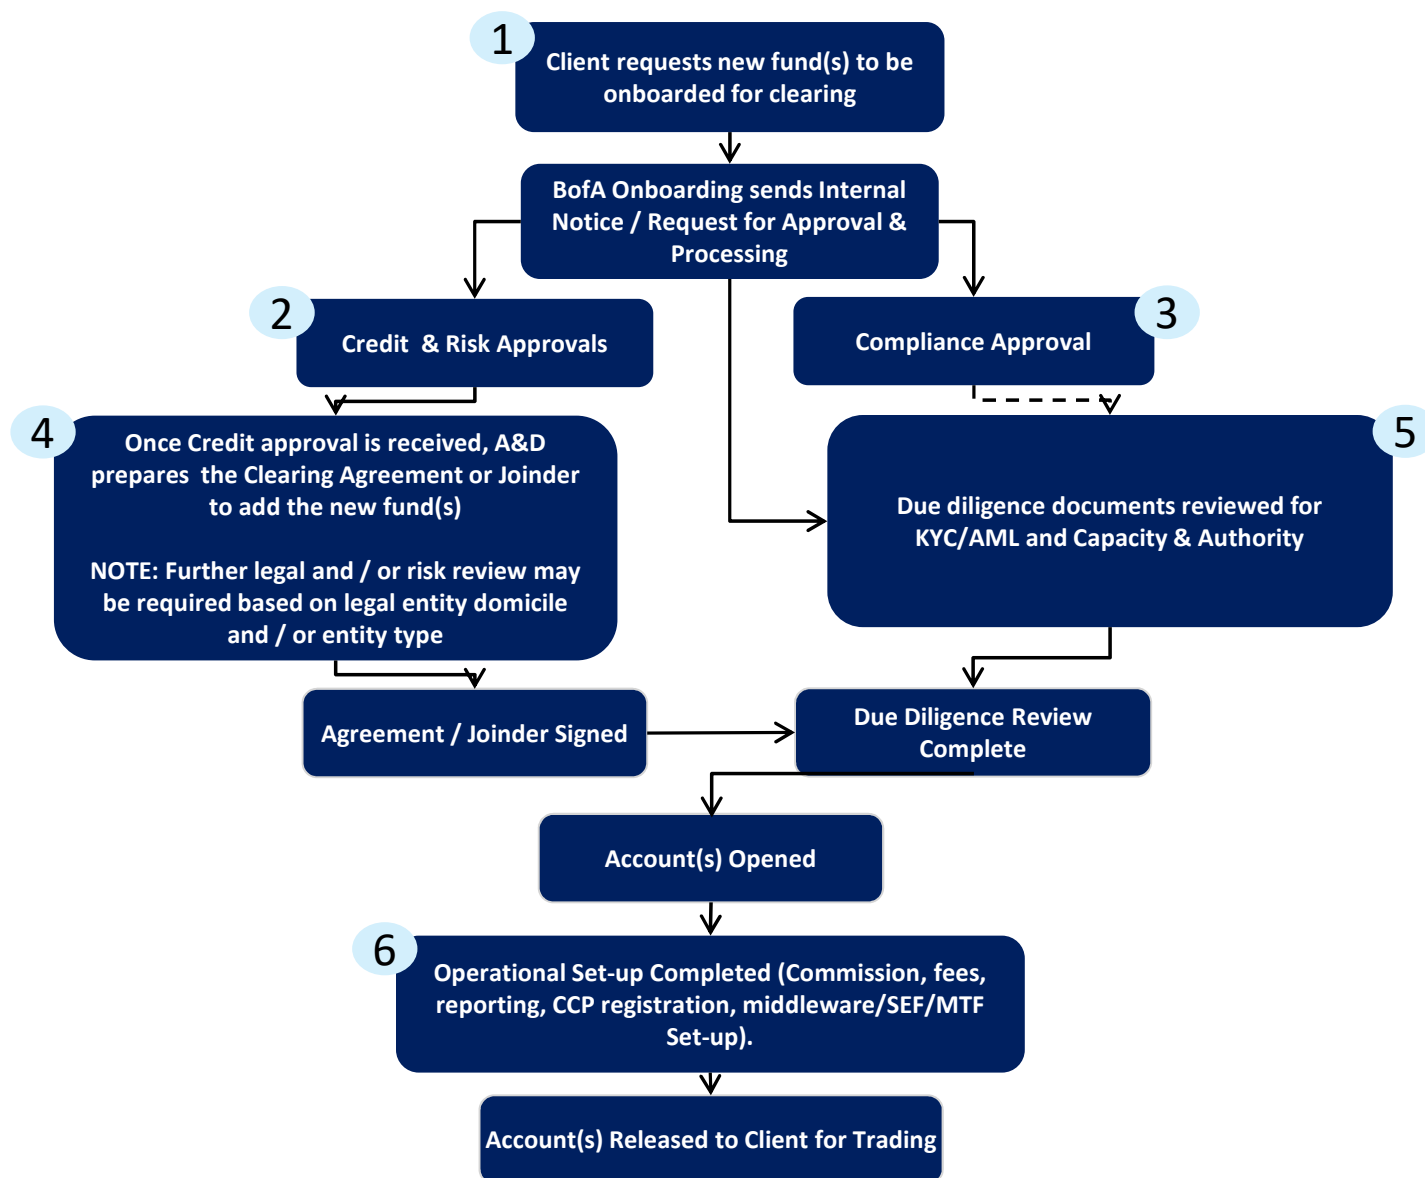 1
Client requests new fund(s) to be
onboarded for clearing
BofA Onboarding sends Internal
Notice / Request for Approval &
Processing
2
Credit & Risk Approvals
3
Compliance Approval
4
Once Credit approval is received, A&D
prepares the Clearing Agreement or Joinder
to add the new fund(s)
NOTE: Further legal and / or risk review may
be required based on legal entity domicile
and / or entity type
5
Due diligence documents reviewed for
KYC/AML and Capacity & Authority
Agreement / Joinder Signed
Due Diligence Review
Complete
Account(s) Opened
6
Operational Set-up Completed (Commission, fees,
reporting, CCP registration, middleware/SEF/MTF
Set-up).
Account(s) Released to Client for Trading